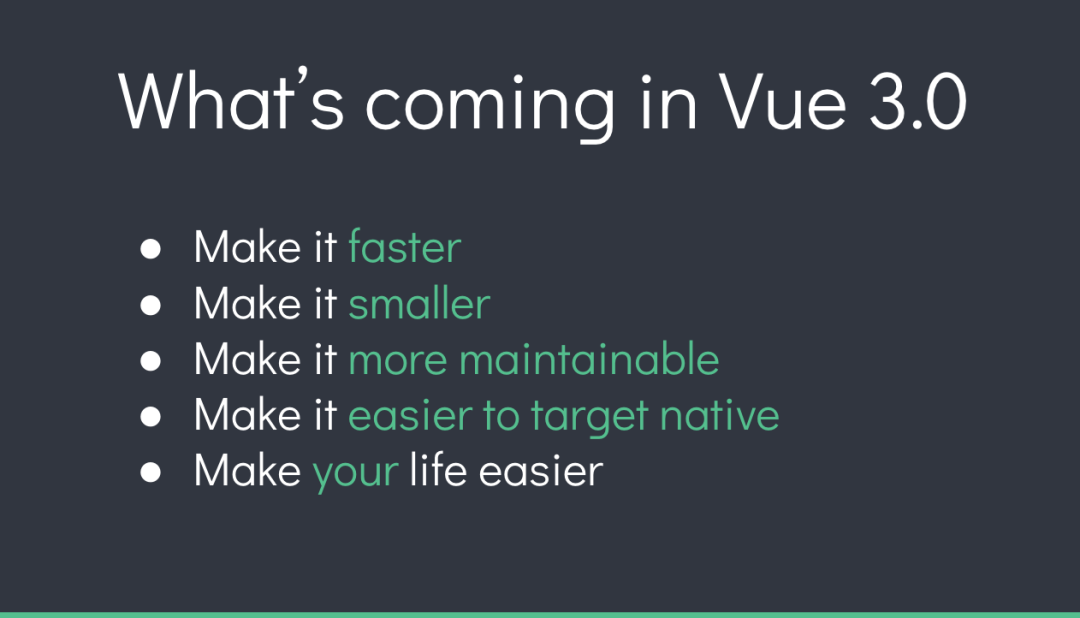 What’s coming in Vue 3.0
● Make it faster
● Make it smaller
● Make it more maintainable
● Make it easier to target native
● Make your life easier